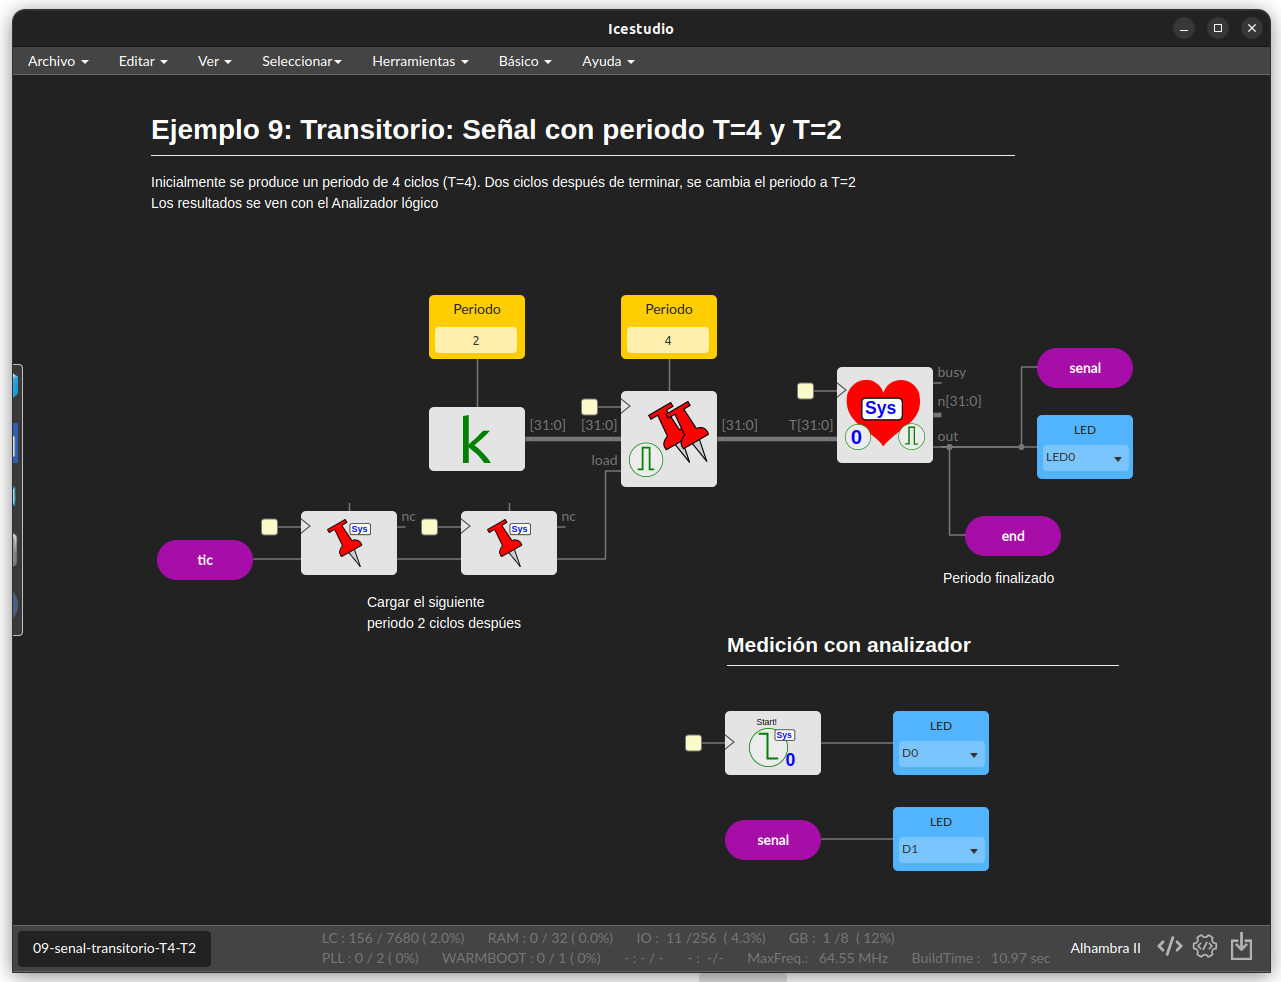 Icestudio
Archivo Editar Ver Seleccionar Herramientas Básico Ayuda
Ejemplo 9: Transitorio: Señal con periodo T=4 y T=2
Inicialmente se produce un periodo de 4 ciclos (T=4). Dos ciclos después de terminar, se cambia el periodo a T=2
Los resultados se ven con el Analizador lógico
Periodo
2
Periodo
4
k
[31:0]
[31:0]
load
[31:0]
T[31:0]
Sys
0
busy
n[31:0]
out
senal
LED
LED0
end
Periodo finalizado
tic
Sys
nc
Sys
nc
Cargar el siguiente
periodo 2 ciclos despúes
Medición con analizador
Start!
Sys
0
LED
D0
senal
LED
D1
09-senal-transitorio-T4-T2
LC : 156 / 7680 ( 2.0%) RAM : 0 / 32 ( 0.0%) IO : 11 /256 ( 4.3%) GB : 1 /8 ( 12%)
PLL : 0 / 2 ( 0%) WARMBOOT : 0 / 1 ( 0%) - : - / - - : -/- MaxFreq.: 64.55 MHz BuildTime : 10.97 sec
Alhambra II